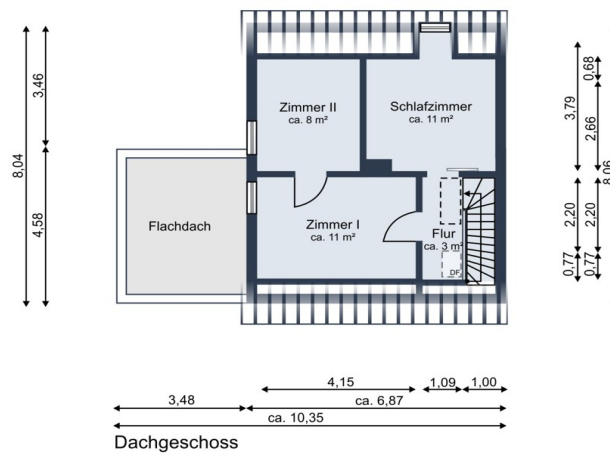 Zimmer II
ca. 8 m²
Schlafzimmer
ca. 11 m²
Flachdach
Zimmer I
ca. 11 m²
Flur
ca. 3 m²
DF
8,04
3,46
4,58
3,79
2,20
0,77
0,68
2,66
2,20
0,77
8,06
4,15
1,09
1,00
3,48
ca. 6,87
ca. 10,35
Dachgeschoss